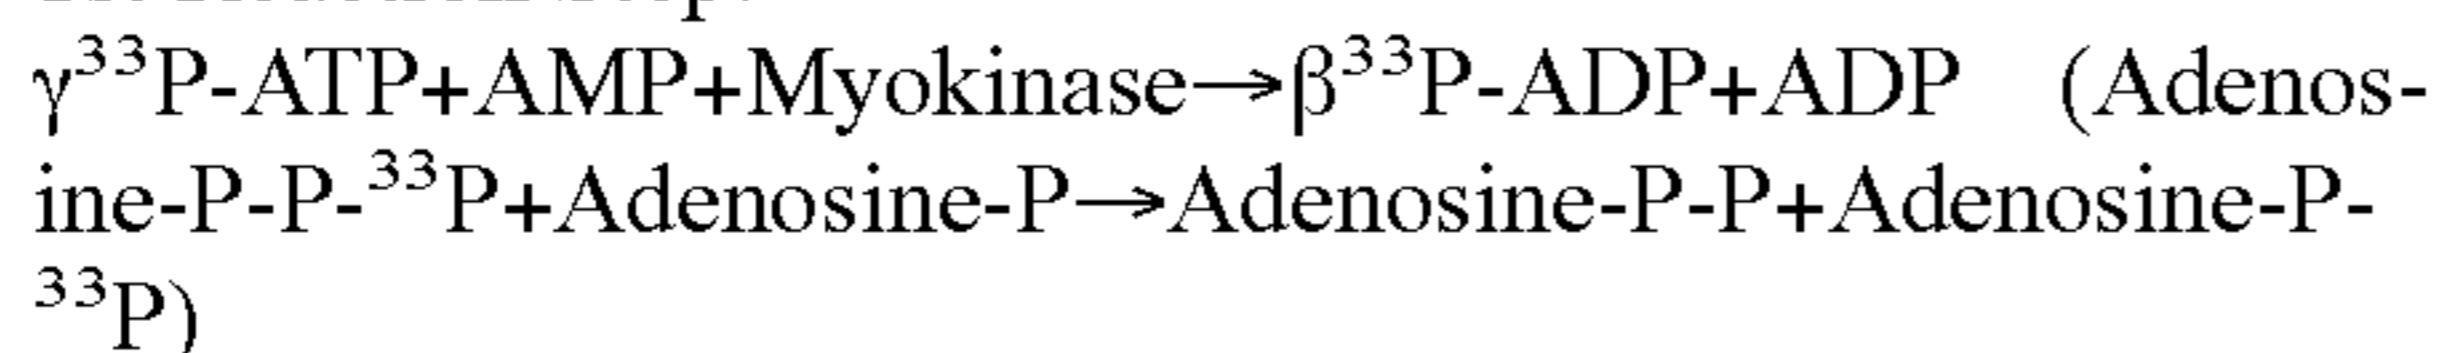 γ³³P-ATP+AMP+Myokinase→β³³P-ADP+ADP (Adenos-
ine-P-P-³³P+Adenosine-P→Adenosine-P-P+Adenosine-P-
³³P)